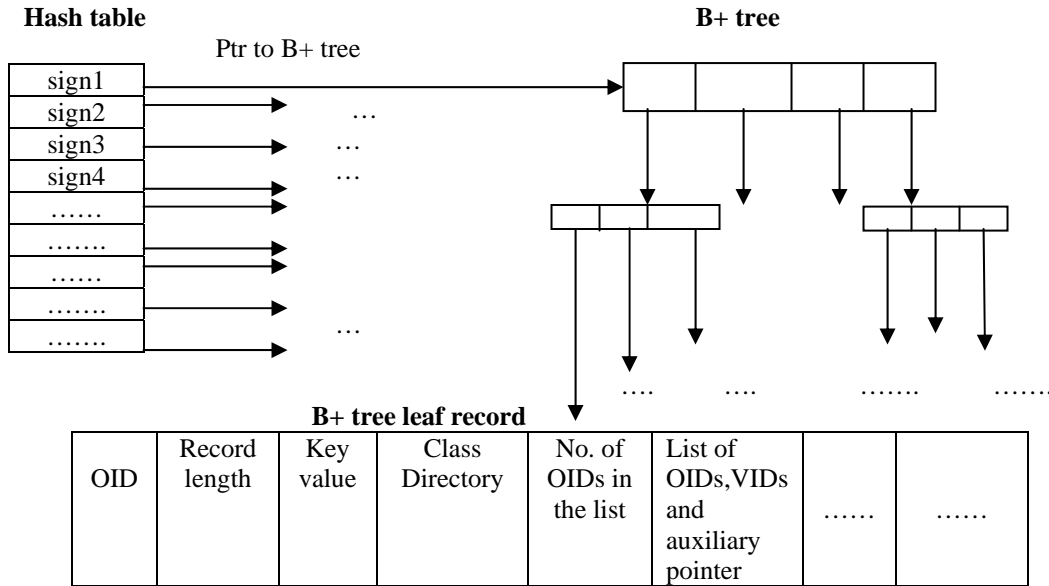 Hash table
B+ tree
Ptr to B+ tree
sign1
sign2
…
sign3
…
sign4
…
……
…….
……
…….
…
…….
….
….
…….
…….
B+ tree leaf record
OID
Record
length
Key
value
Class
Directory
No. of
OIDs in
the list
List of
OIDs,VIDs
and
auxiliary
pointer
……
……